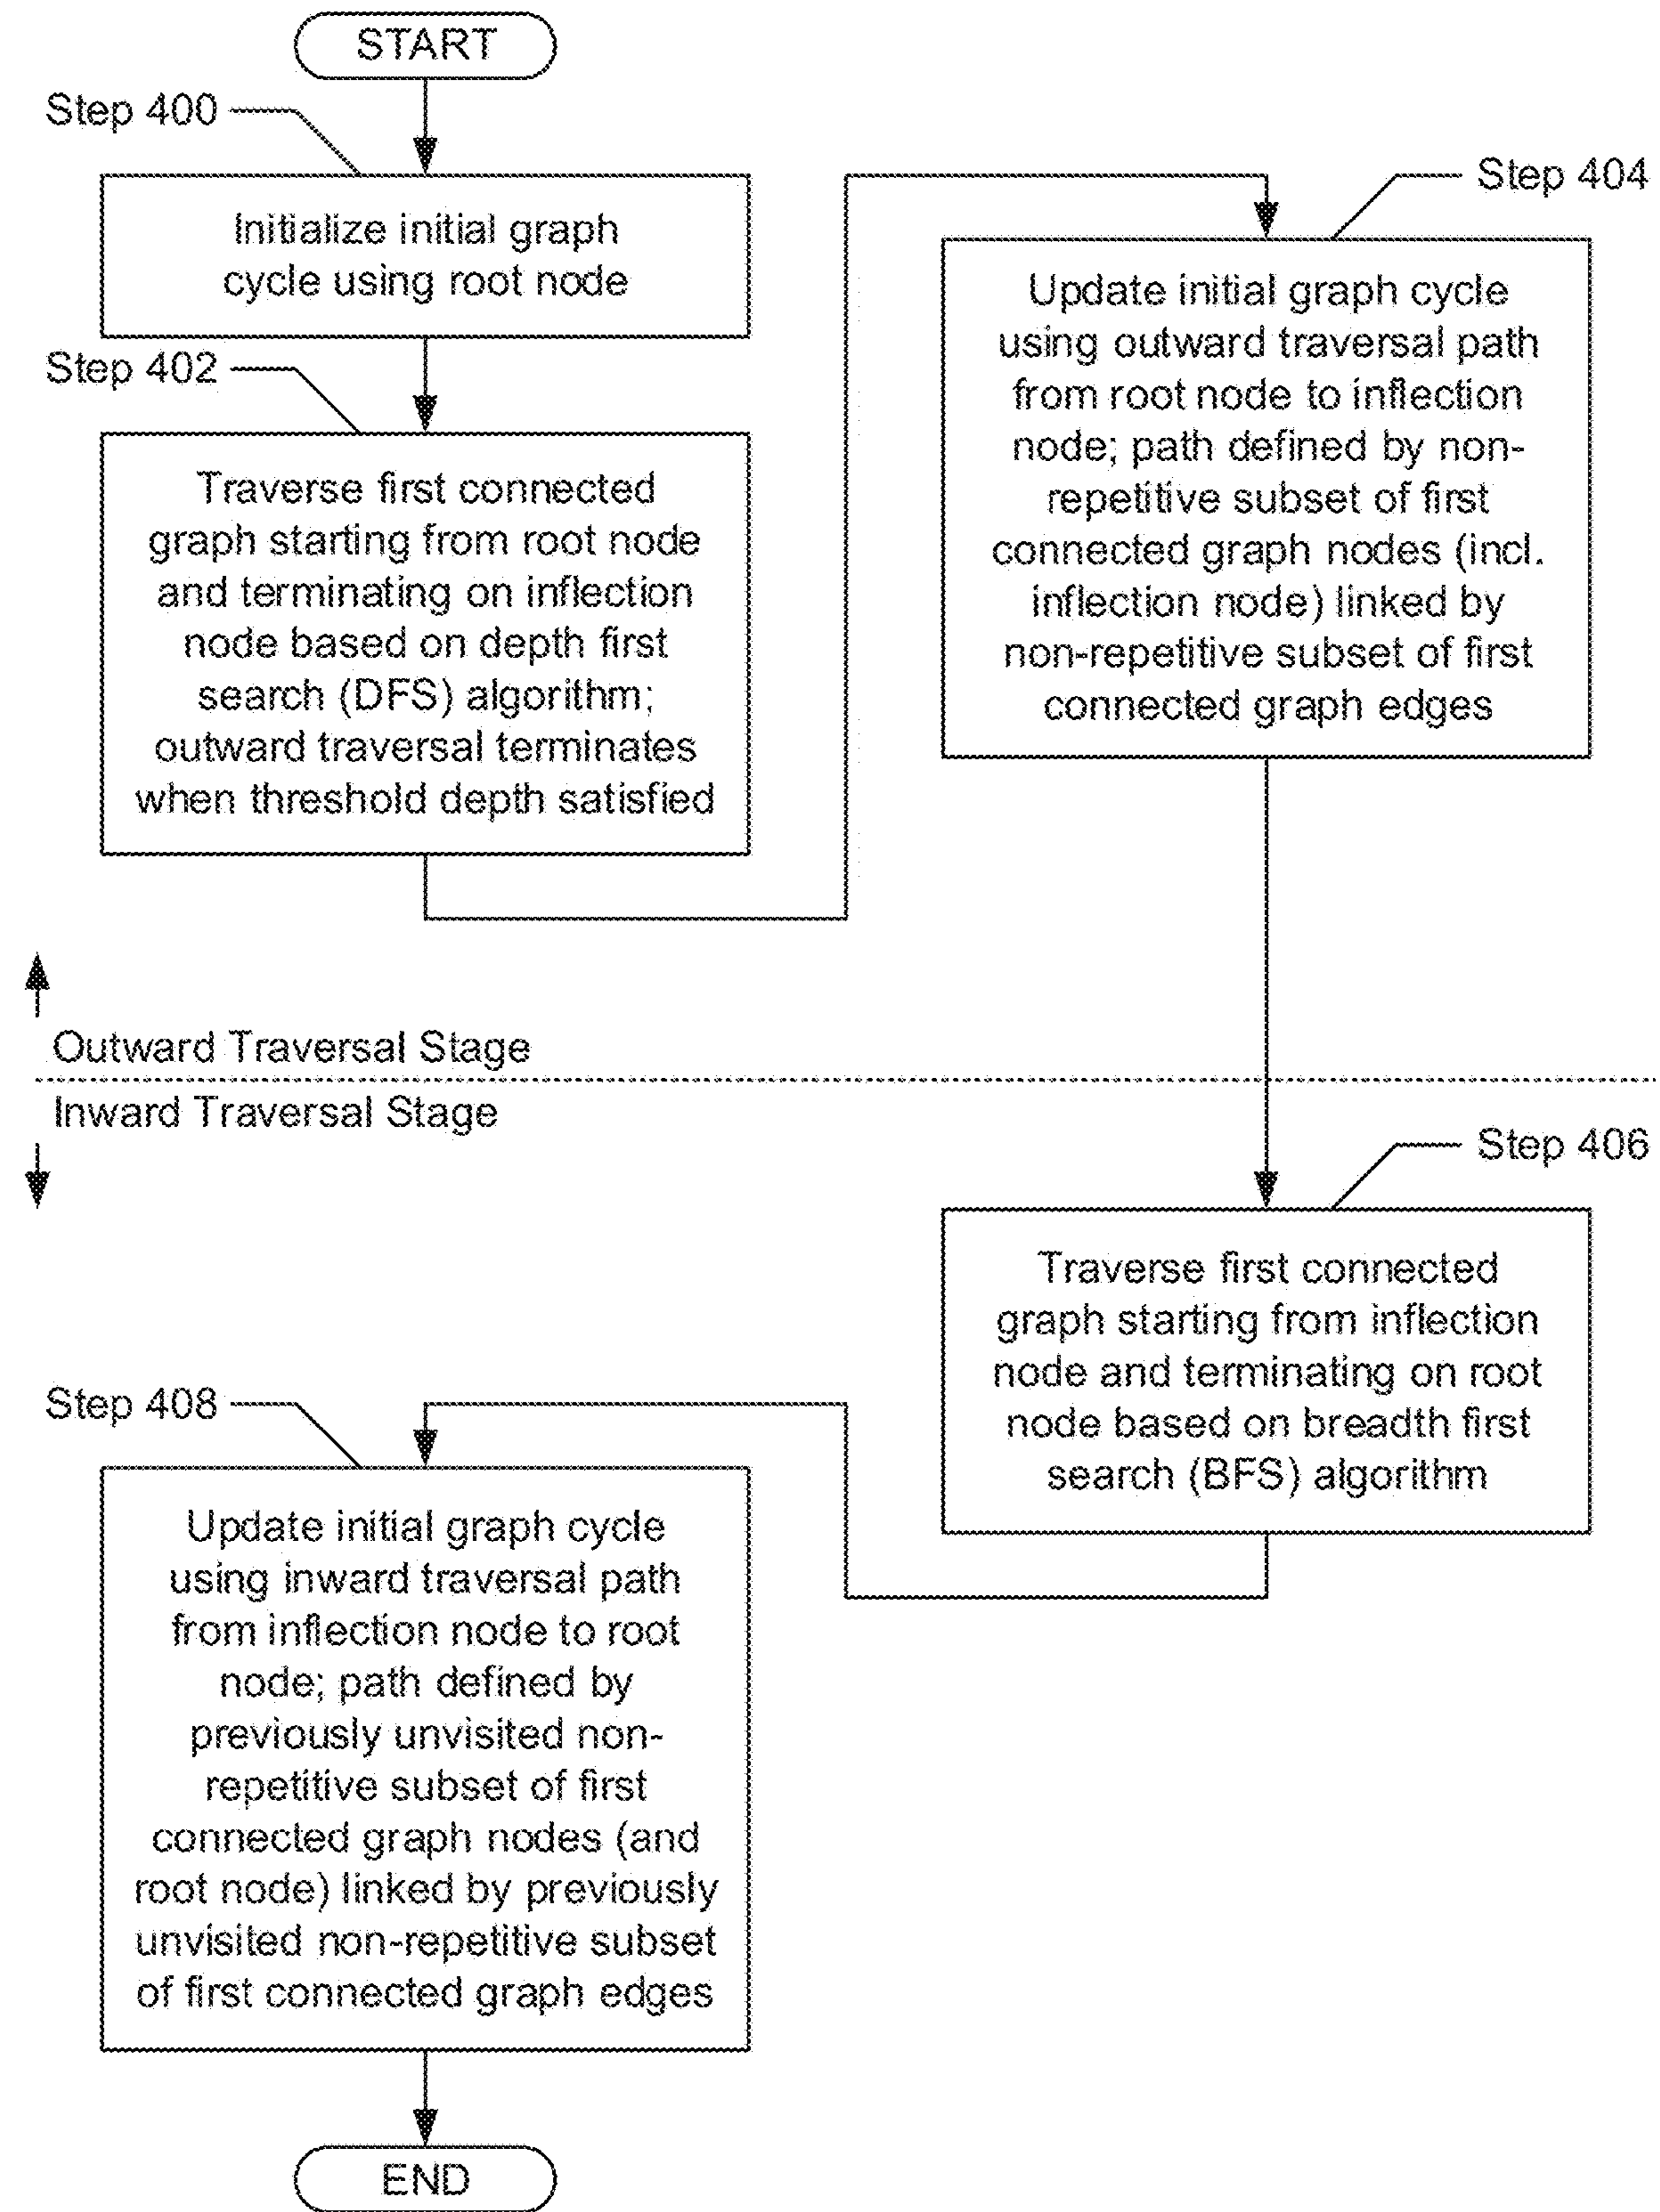 START
Step 400
Initialize initial graph
cycle using root node
Step 402
Traverse first connected
graph starting from root node
and terminating on inflection
node based on depth first
search (DFS) algorithm;
outward traversal terminates
when threshold depth satisfied
Step 404
Update initial graph cycle
using outward traversal path
from root node to inflection
node; path defined by non-
repetitive subset of first
connected graph nodes (incl.
inflection node) linked by
non-repetitive subset of first
connected graph edges
Outward Traversal Stage
Inward Traversal Stage
Step 406
Traverse first connected
graph starting from inflection
node and terminating on root
node based on breadth first
search (BFS) algorithm
Step 408
Update initial graph cycle
using inward traversal path
from inflection node to root
node; path defined by
previously unvisited non-
repetitive subset of first
connected graph nodes (and
root node) linked by previously
unvisited non-repetitive subset
of first connected graph edges
END